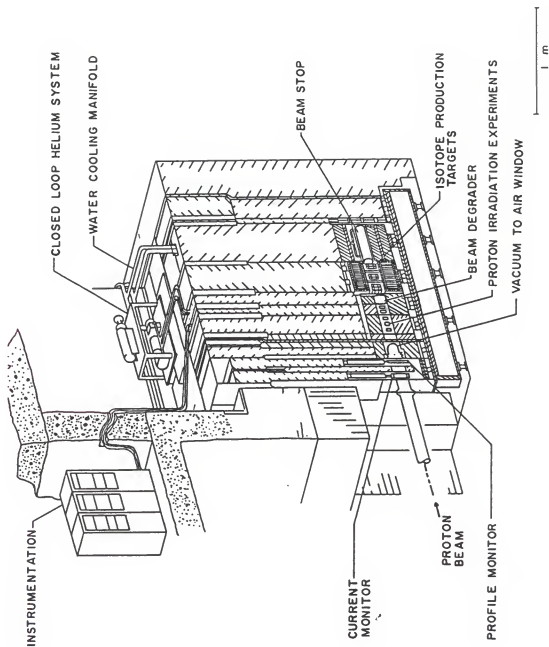 INSTRUMENTATION
CLOSED LOOP HELIUM SYSTEM
WATER COOLING MANIFOLD
BEAM STOP
ISOTOPE PRODUCTION
TARGETS
BEAM DEGRADER
PROTON IRRADIATION EXPERIMENTS
VACUUM TO AIR WINDOW
CURRENT
MONITOR
PROTON
BEAM
PROFILE MONITOR
1 m